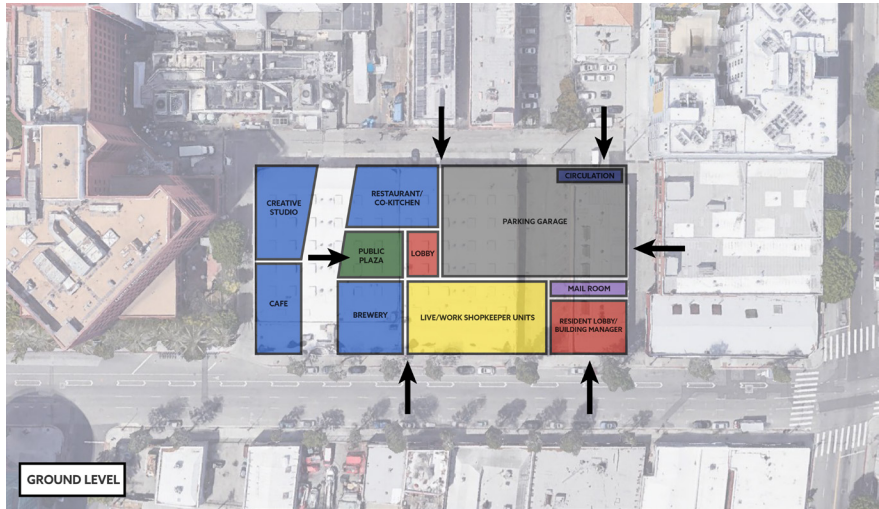 CIRCULATION
CREATIVE
STUDIO
RESTAURANT/
CO-KITCHEN
PARKING GARAGE
PUBLIC
PLAZA
LOBBY
MAIL ROOM
CAFE
BREWERY
LIVE/WORK SHOPKEEPER UNITS
RESIDENT LOBBY/
BUILDING MANAGER
GROUND LEVEL